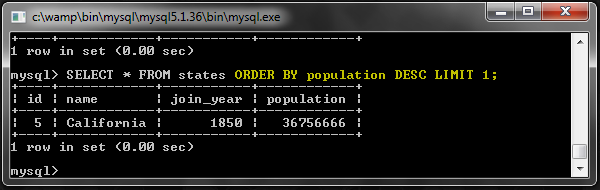 c:\wamp\bin\mysql\mysql5.1.36\bin\mysql.exe
+----+------------+-----------+------------+
1 row in set (0.00 sec)
mysql> SELECT * FROM states ORDER BY population DESC LIMIT 1;
+----+------------+-----------+------------+
| id | name       | join_year | population |
+----+------------+-----------+------------+
|  5 | California |      1850 |   36756666 |
+----+------------+-----------+------------+
1 row in set (0.00 sec)
mysql>